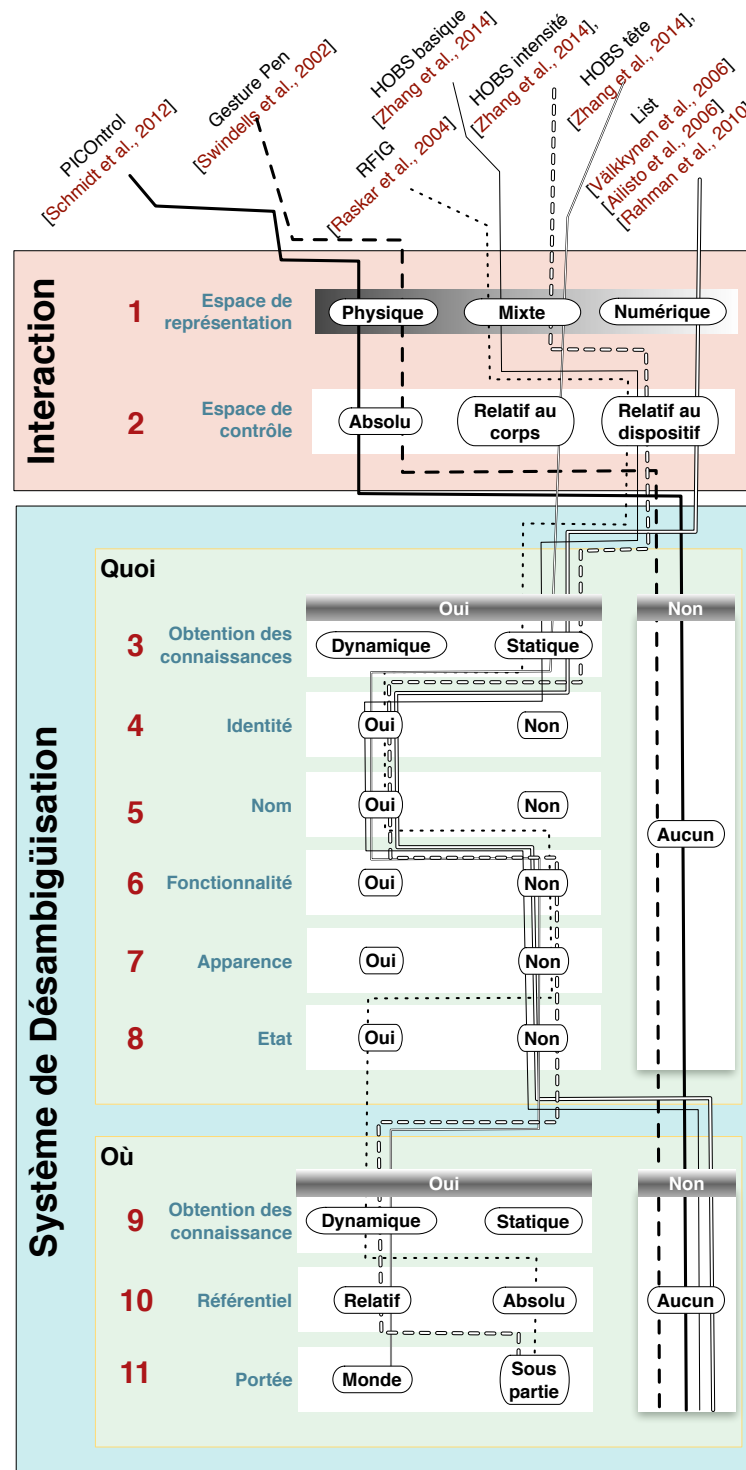 PICOntrol
[Schmidt et al., 2012]
Gesture Pen
[Swindells et al., 2002]
RFIG
[Raskar et al., 2004]
HOBS basique
[Zhang et al., 2014]
HOBS intensité
[Zhang et al., 2014],
HOBS tête
[Zhang et al., 2014],
List
[Välkkynen et al., 2006]
[Ailisto et al., 2006]
[Rahman et al., 2010]
Interaction
1
Espace de
représentation
Physique
Mixte
Numérique
2
Espace de
contrôle
Absolu
Relatif au
corps
Relatif au
dispositif
Système de Désambigüisation
Quoi
Oui
Non
3
Obtention des
connaissances
Dynamique
Statique
4
Identité
Oui
Non
5
Nom
Oui
Non
Aucun
6
Fonctionnalité
Oui
Non
7
Apparence
Oui
Non
8
Etat
Oui
Non
Où
Oui
Non
9
Obtention des
connaissance
Dynamique
Statique
10
Référentiel
Relatif
Absolu
Aucun
11
Portée
Monde
Sous
partie